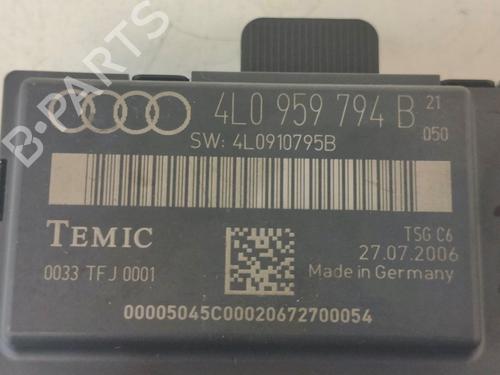 4L0 959 794 B 21
050
SW: 4L0910795B
TEMIC
TSG C6
27.07.2006
0033 TFJ 0001
Made in Germany
00005045C00020672700054
B-PARTS